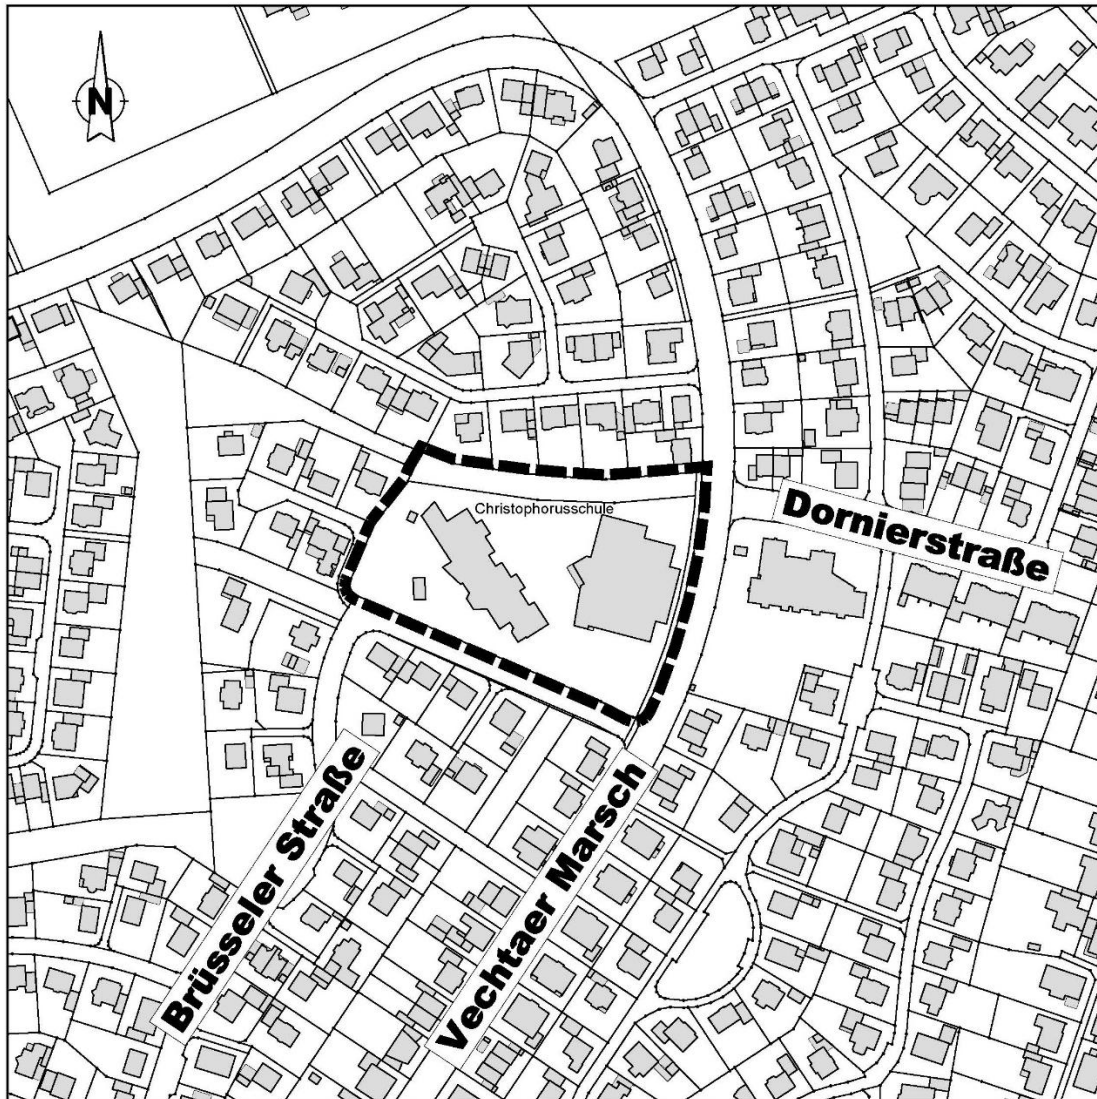 N
Christophorusschule
Dornierstraße
Brüsseler Straße
Vechtaer Marsch